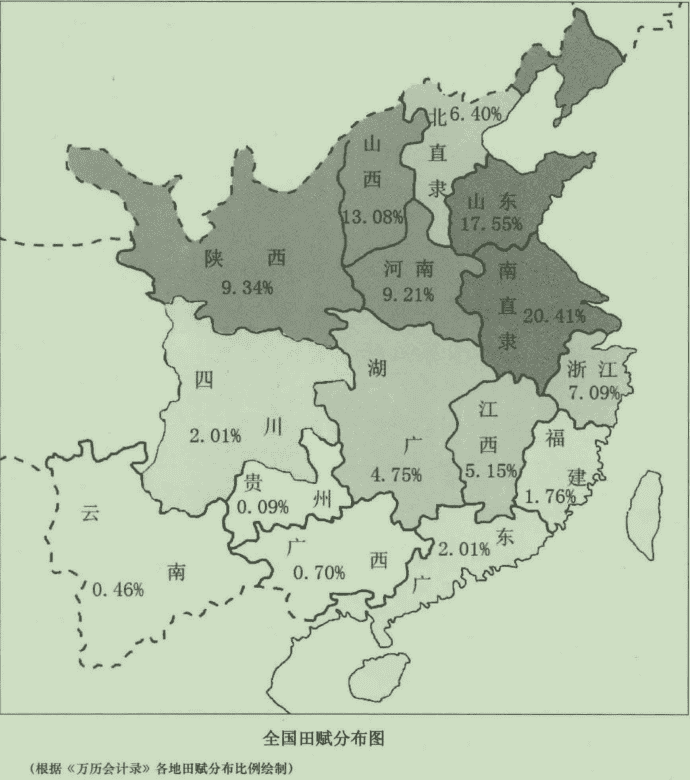 北直隶
6.40%
山西
13.08%
山东
17.55%
陕西
9.34%
河南
9.21%
南直隶
20.41%
浙江
7.09%
四川
2.01%
湖广
4.75%
江西
5.15%
福建
1.76%
贵州
0.09%
云南
0.46%
广西
0.70%
广东
2.01%
全国田赋分布图
(根据《万历会计录》各地田赋分布比例绘制)